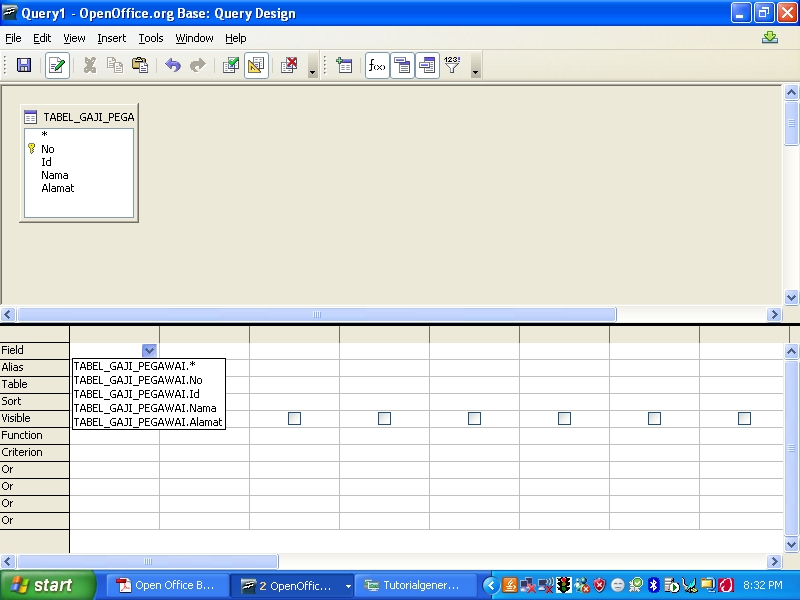 Query1 - OpenOffice.org Base: Query Design
File Edit View Insert Tools Window Help
f(x)
123!
TABEL_GAJI_PEGA
*
No
Id
Nama
Alamat
Field
Alias
Table
Sort
Visible
Function
Criterion
Or
Or
Or
Or
TABEL_GAJI_PEGAWAI.*
TABEL_GAJI_PEGAWAI.No
TABEL_GAJI_PEGAWAI.Id
TABEL_GAJI_PEGAWAI.Nama
TABEL_GAJI_PEGAWAI.Alamat
start
Open Office B...
2 OpenOffic...
Tutorialgener...
8:32 PM